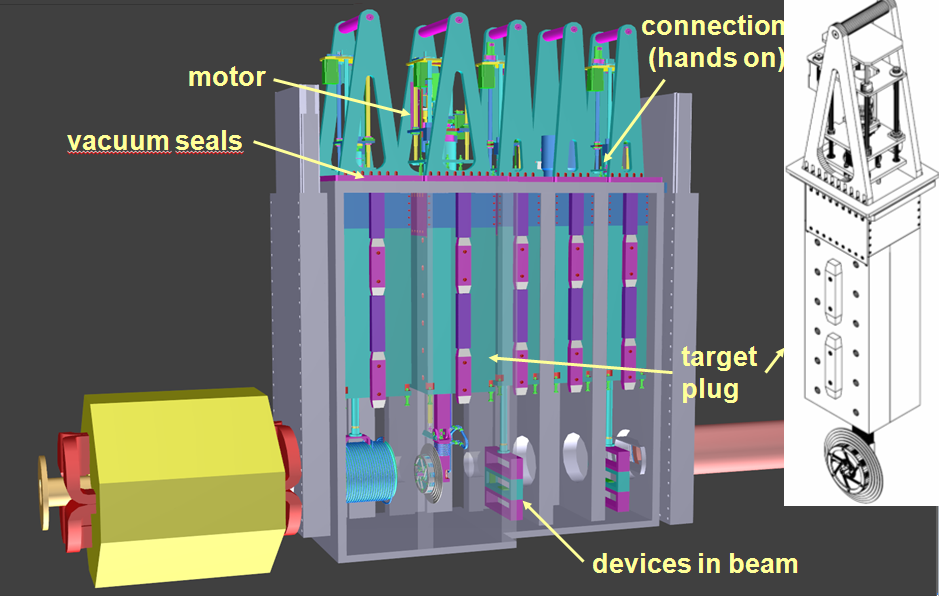 connection
(hands on)
motor
vacuum seals
target
plug
devices in beam